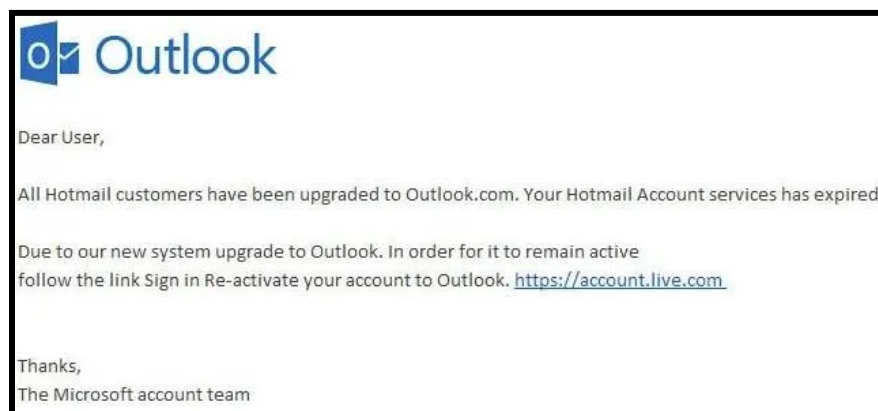 Outlook
Dear User,
All Hotmail customers have been upgraded to Outlook.com. Your Hotmail Account services has expired
Due to our new system upgrade to Outlook. In order for it to remain active
follow the link Sign in Re-activate your account to Outlook. https://account.live.com
Thanks,
The Microsoft account team